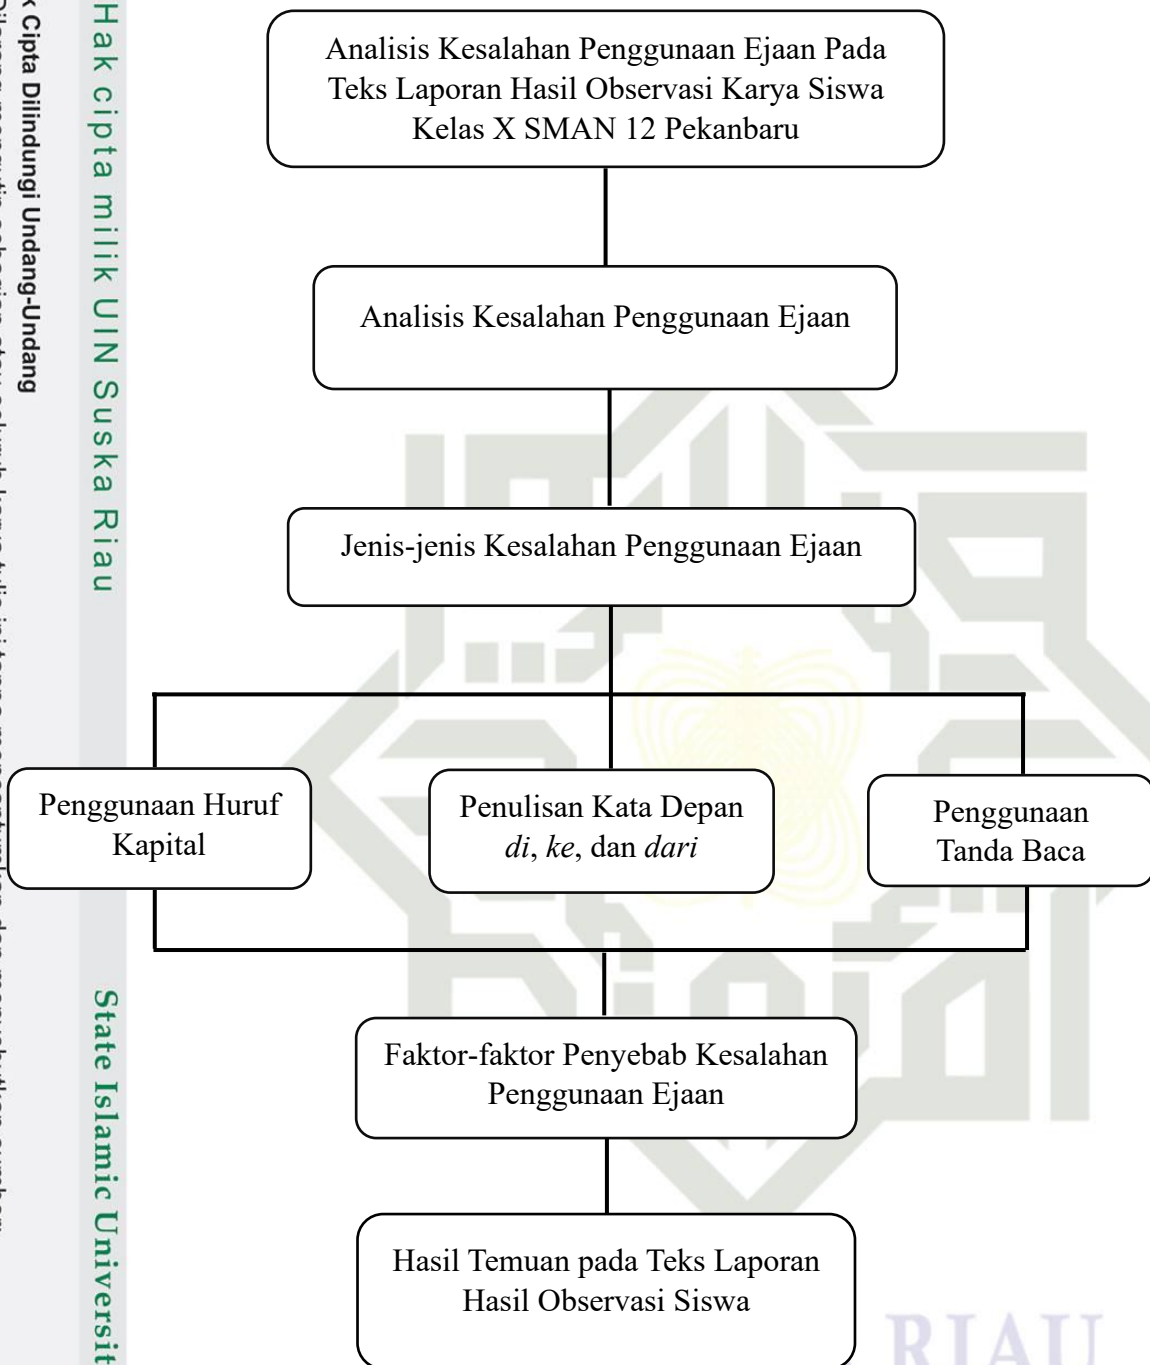 Analisis Kesalahan Penggunaan Ejaan Pada
Teks Laporan Hasil Observasi Karya Siswa
Kelas X SMAN 12 Pekanbaru
Analisis Kesalahan Penggunaan Ejaan
Jenis-jenis Kesalahan Penggunaan Ejaan
Penggunaan Huruf
Kapital
Penulisan Kata Depan
di, ke, dan dari
Penggunaan
Tanda Baca
Faktor-faktor Penyebab Kesalahan
Penggunaan Ejaan
Hasil Temuan pada Teks Laporan
Hasil Observasi Siswa
Hak cipta milik UIN Suska Riau
State Islamic Universit
k Cipta Dilindungi Undang-Undang
RIAU